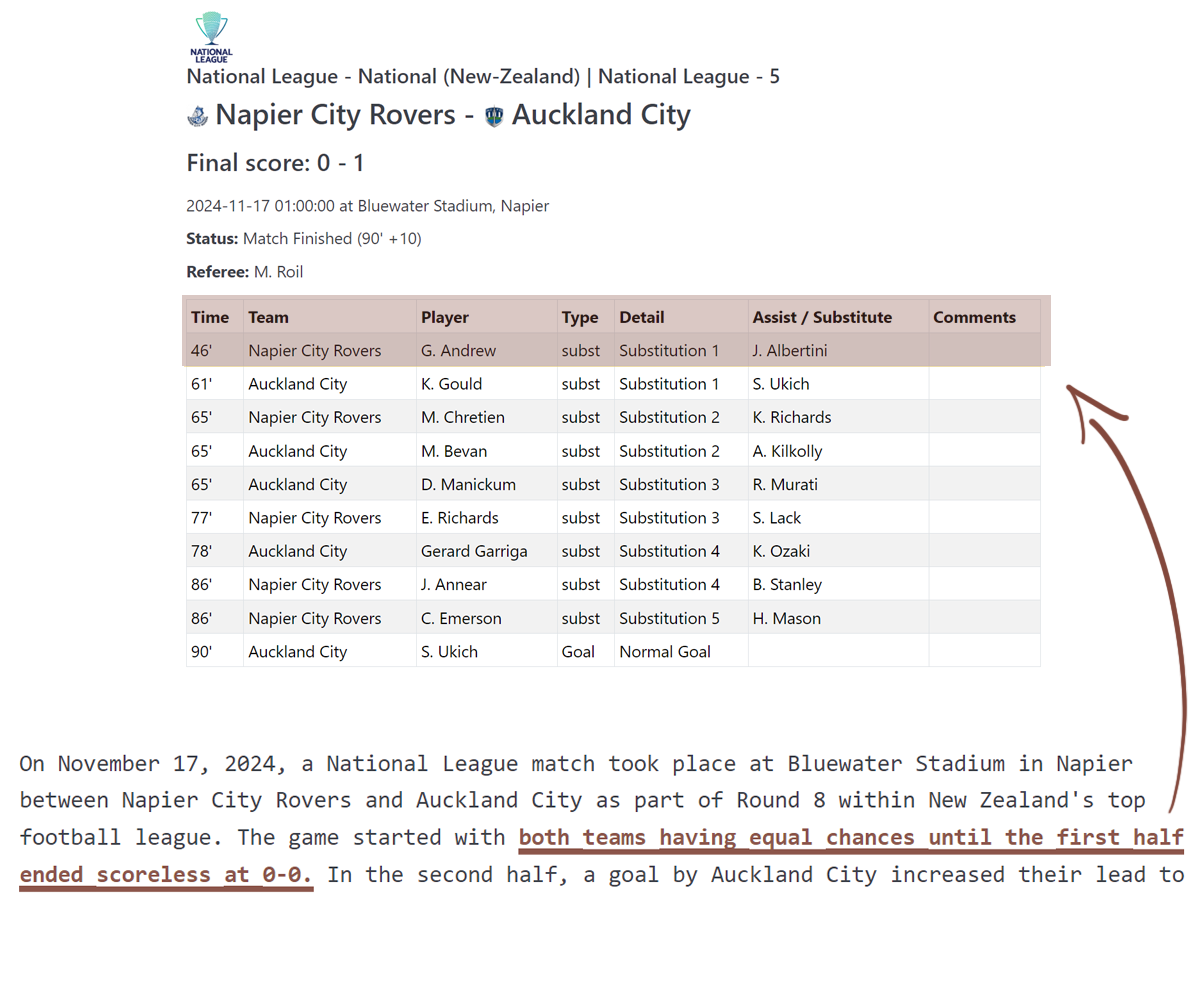 NATIONAL
LEAGUE
National League - National (New-Zealand) | National League - 5
Napier City Rovers - Auckland City
Final score: 0 - 1
2024-11-17 01:00:00 at Bluewater Stadium, Napier
Status: Match Finished (90' +10)
Referee: M. Roil
Time Team Player Type Detail Assist / Substitute Comments
46' Napier City Rovers G. Andrew subst Substitution 1 J. Albertini
61' Auckland City K. Gould subst Substitution 1 S. Ukich
65' Napier City Rovers M. Chretien subst Substitution 2 K. Richards
65' Auckland City M. Bevan subst Substitution 2 A. Kilkolly
65' Auckland City D. Manickum subst Substitution 3 R. Murati
77' Napier City Rovers E. Richards subst Substitution 3 S. Lack
78' Auckland City Gerard Garriga subst Substitution 4 K. Ozaki
86' Napier City Rovers J. Annear subst Substitution 4 B. Stanley
86' Napier City Rovers C. Emerson subst Substitution 5 H. Mason
90' Auckland City S. Ukich Goal Normal Goal
On November 17, 2024, a National League match took place at Bluewater Stadium in Napier
between Napier City Rovers and Auckland City as part of Round 8 within New Zealand's top
football league. The game started with both teams having equal chances until the first half
ended scoreless at 0-0. In the second half, a goal by Auckland City increased their lead to